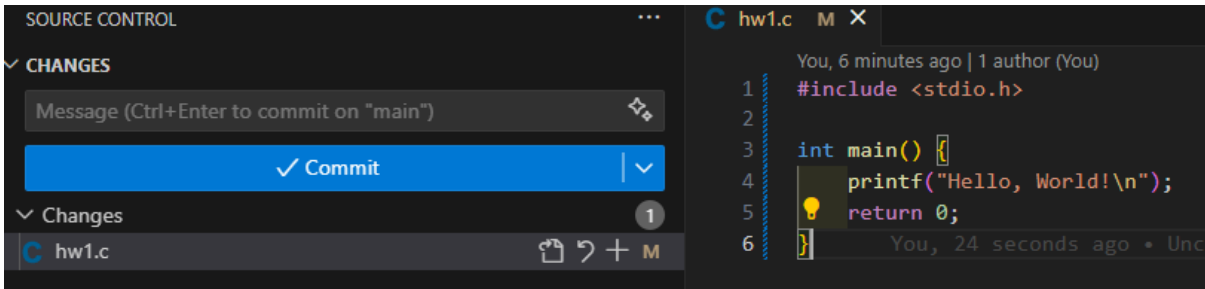 SOURCE CONTROL ...
CHANGES
Message (Ctrl+Enter to commit on "main")
✓ Commit
Changes 1
C hw1.c M
C hw1.c M ✕
You, 6 minutes ago | 1 author (You)
1 #include <stdio.h>
2
3 int main() {
4 printf("Hello, World!\n");
5 return 0;
6 } You, 24 seconds ago • Unc